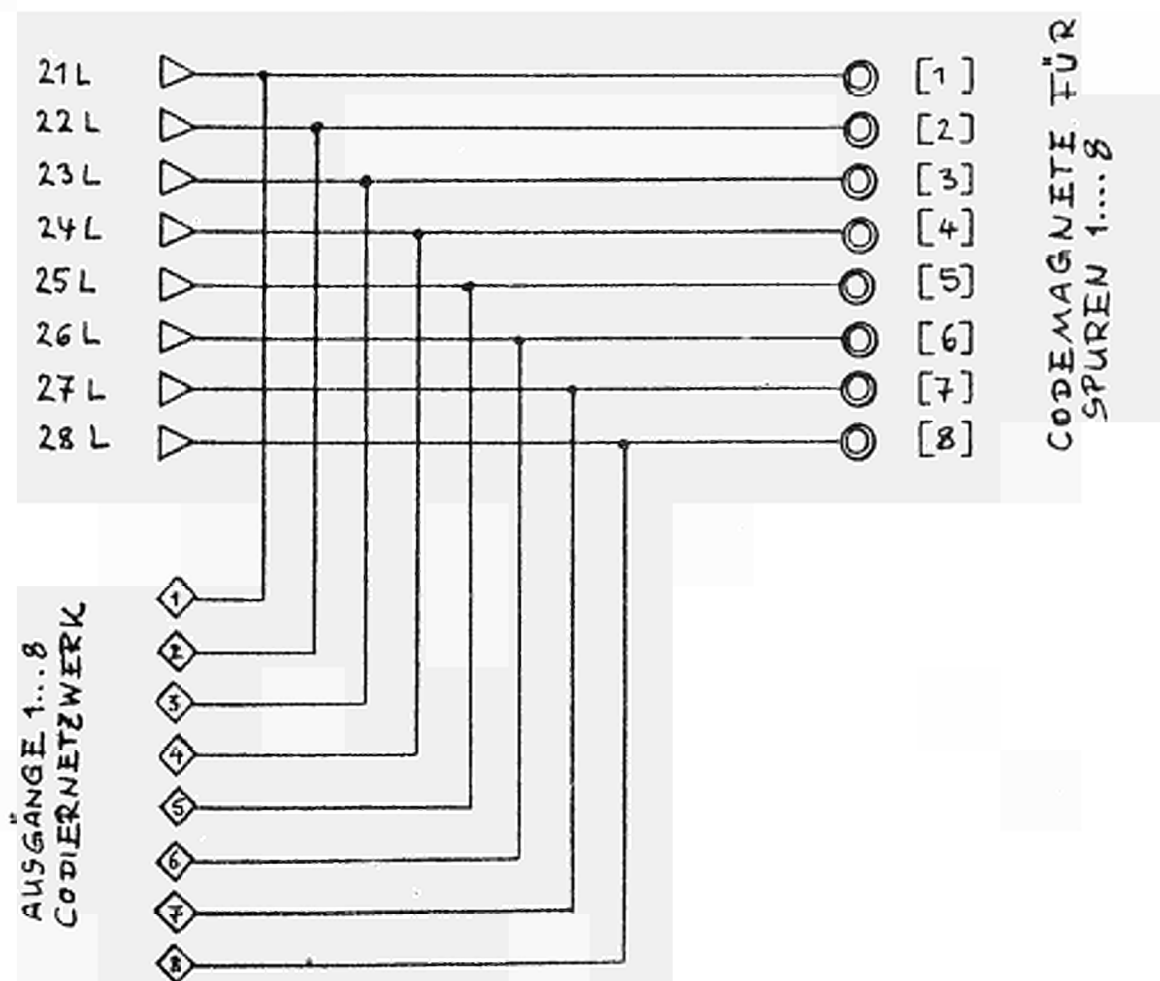 21 L [1]
22 L [2]
23 L [3]
24 L [4]
25 L [5]
26 L [6]
27 L [7]
28 L [8]
CODEMAGNETE FÜR
SPUREN 1....8
1
2
3
4
5
6
7
8
AUSGÄNGE 1...8
CODIERNETZWERK